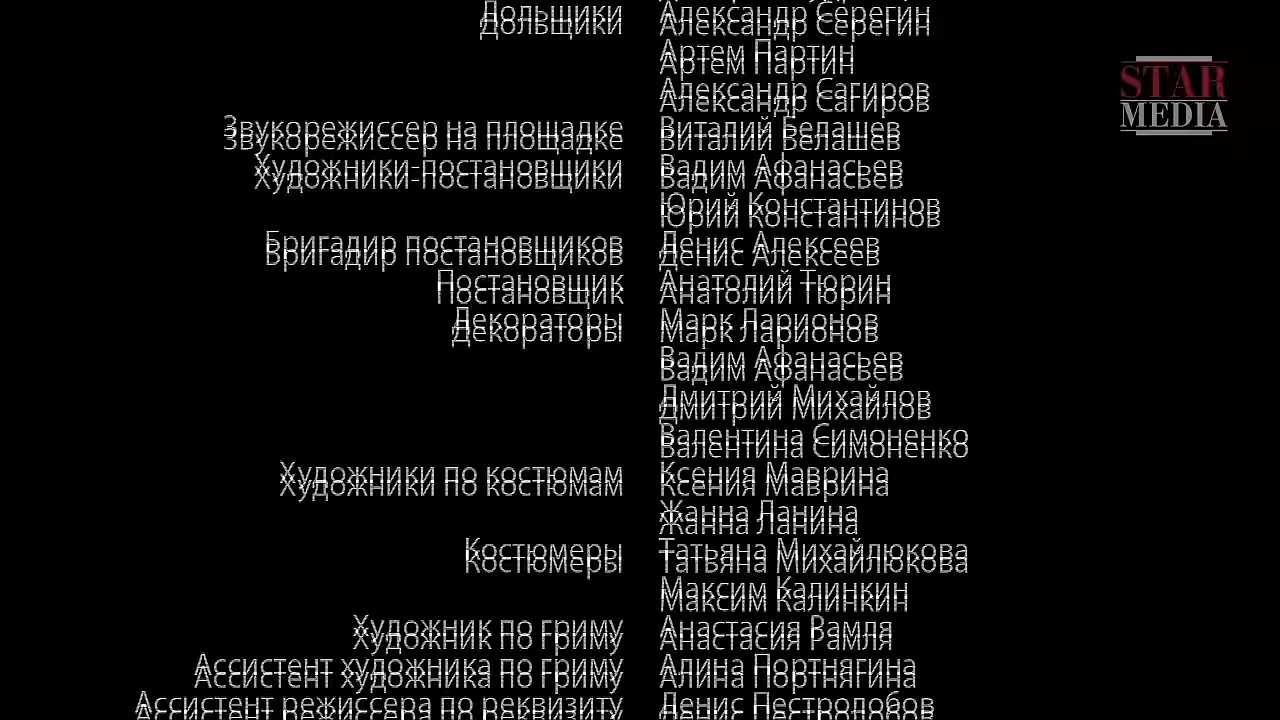 Дольщики Александр Серегин
Артем Партин
Александр Сагиров
Звукорежиссер на площадке Виталий Белашев
Художники-постановщики Вадим Афанасьев
Юрий Константинов
Бригадир постановщиков Денис Алексеев
Постановщик Анатолий Тюрин
Декораторы Марк Ларионов
Вадим Афанасьев
Дмитрий Михайлов
Валентина Симоненко
Художники по костюмам Ксения Маврина
Жанна Ланина
Костюмеры Татьяна Михайлюкова
Максим Калинкин
Художник по гриму Анастасия Рамля
Ассистент художника по гриму Алина Портнягина
Ассистент режиссера по реквизиту Денис Пестролобов
STAR
MEDIA